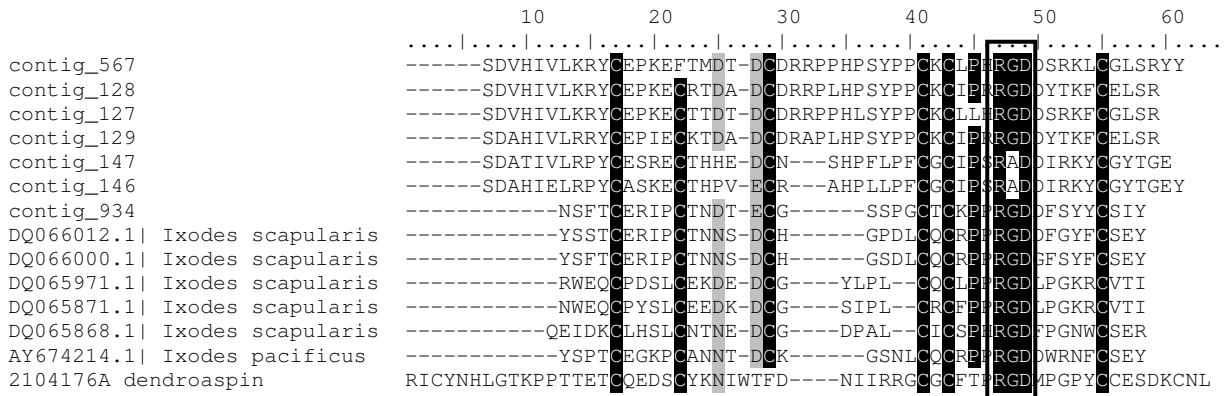 10 20 30 40 50 60
....|....|....|....|....|....|....|....|....|....|....|....|...
contig_567 ------SDVHIVLKRYCEPKEFTMDT-DCDRRPPHPSYPPCKCLPHRGDDSRKLCGLSRYY
contig_128 ------SDVHIVLKRYCEPKECRTDA-DCDRRPLHPSYPPCKCIPRRGDDYTKFCELSR
contig_127 ------SDVHIVLKRYCEPKECTTDT-DCDRRPPHLSYPPCKCLLHRGDDSRKFCGLSR
contig_129 ------SDAHIVLRRYCEPIECKTDA-DCDRAPLHPSYPPCKCIPRRGDDYTKFCELSR
contig_147 ------SDATIVLRPYCESRECTHHE-DCN---SHPFLPFCGCIPSRADDIRKYCGYTGE
contig_146 ------SDAHIELRPYCASKECTHPV-ECR---AHPLLPFCGCIPSRADDIRKYCGYTGEY
contig_934 ------------NSFTCERIPCTNDT-ECG------SSPGCTCKPPRGDDFSYYCSIY
DQ066012.1| Ixodes scapularis ------------YSSTCERIPCTNNS-DCH------GPDLCQCRPPRGDDFGYFCSEY
DQ066000.1| Ixodes scapularis ------------YSFTCERIPCTNNS-DCH------GSDLCQCRPPRGDGFSYFCSEY
DQ065971.1| Ixodes scapularis ------------RWEQCPDSLCEKDE-DCG----YLPL--CQCLPPRGDLPGKRCVTI
DQ065871.1| Ixodes scapularis ------------NWEQCPYSLCEEDK-DCG----SIPL--CRCFPPRGDLPGKRCVTI
DQ065868.1| Ixodes scapularis -----------QEIDKCLHSLCNTNE-DCG----DPAL--CICSPHRGDFPGNWCSER
AY674214.1| Ixodes pacificus ------------YSPTCEGKPCANNT-DCK------GSNLCQCRPPRGDDWRNFCSEY
2104176A dendroaspin RICYNHLGTKPPTTETCQEDSCYKNIWTFD----NIIRRGCGCFTPRGDMPGPYCCESDKCNL